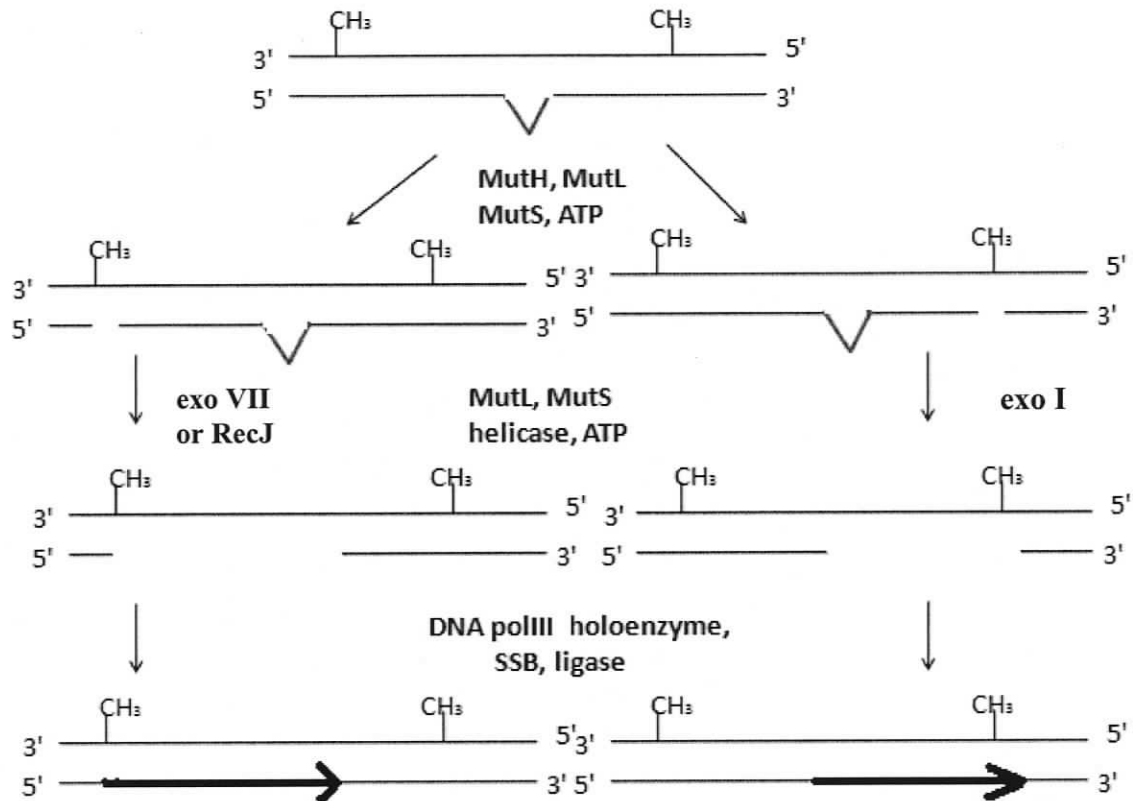 CH₃ CH₃
3' 5'
5' 3'
MutH, MutL
MutS, ATP
CH₃ CH₃ CH₃ CH₃
3' 5' 3' 5'
5' 3' 5' 3'
exo VII
or RecJ
MutL, MutS
helicase, ATP
exo I
CH₃ CH₃ CH₃ CH₃
3' 5' 3' 5'
5' 3' 5' 3'
DNA polIII holoenzyme,
SSB, ligase
CH₃ CH₃ CH₃ CH₃
3' 5' 3' 5'
5' 3' 5' 3'